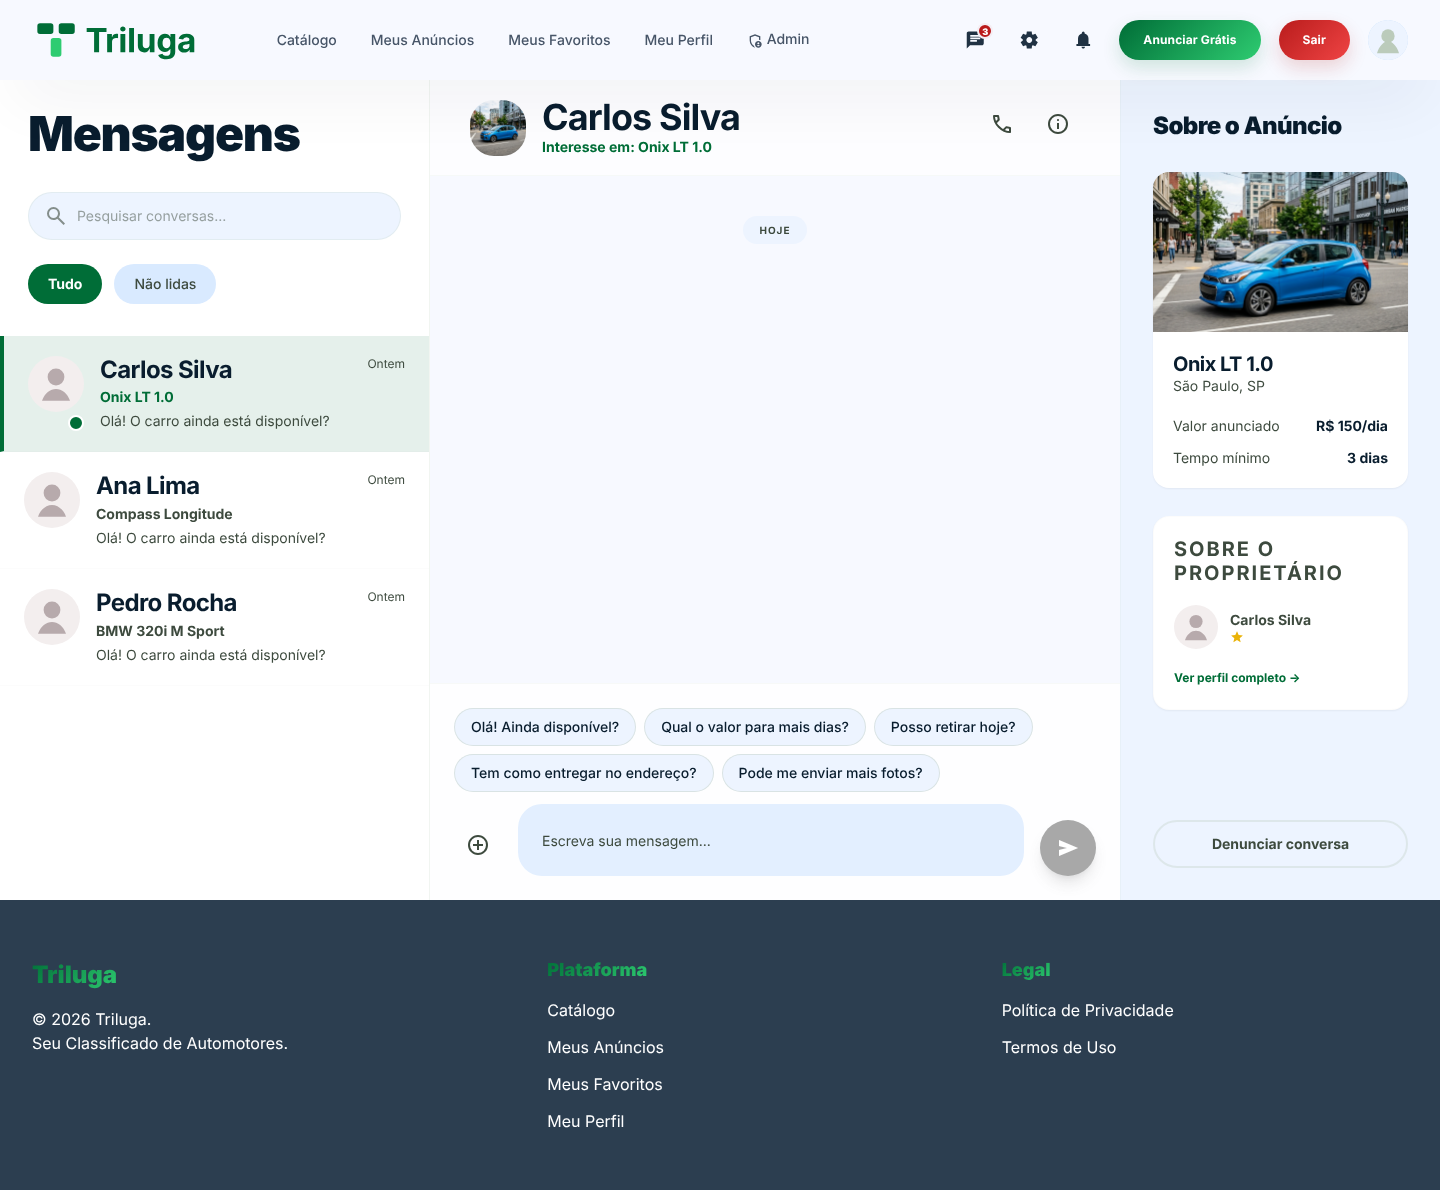 Triluga
Catálogo
Meus Anúncios
Meus Favoritos
Meu Perfil
Admin
3
Anunciar Grátis
Sair
Mensagens
Pesquisar conversas...
Tudo
Não lidas
Carlos Silva
Ontem
Onix LT 1.0
Olá! O carro ainda está disponível?
Ana Lima
Ontem
Compass Longitude
Olá! O carro ainda está disponível?
Pedro Rocha
Ontem
BMW 320i M Sport
Olá! O carro ainda está disponível?
Carlos Silva
Interesse em: Onix LT 1.0
HOJE
Olá! Ainda disponível?
Qual o valor para mais dias?
Posso retirar hoje?
Tem como entregar no endereço?
Pode me enviar mais fotos?
Escreva sua mensagem...
Sobre o Anúncio
Onix LT 1.0
São Paulo, SP
Valor anunciado
R$ 150/dia
Tempo mínimo
3 dias
SOBRE O
PROPRIETÁRIO
Carlos Silva
Ver perfil completo →
Denunciar conversa
Triluga
© 2026 Triluga.
Seu Classificado de Automotores.
Plataforma
Catálogo
Meus Anúncios
Meus Favoritos
Meu Perfil
Legal
Política de Privacidade
Termos de Uso